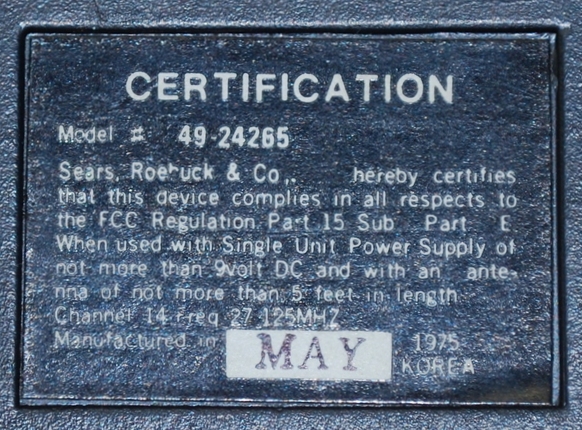 CERTIFICATION
Model # 49-24265
Sears, Roebuck & Co., hereby certifies
that this device complies in all respects to
the FCC Regulation Part 15 Sub Part E
When used with Single Unit Power Supply of
not more than 9volt DC and with an ante-
nna of not more than 5 feet in length
Channel 14 Freq 27.125MHZ
Manufactured in MAY 1975
KOREA